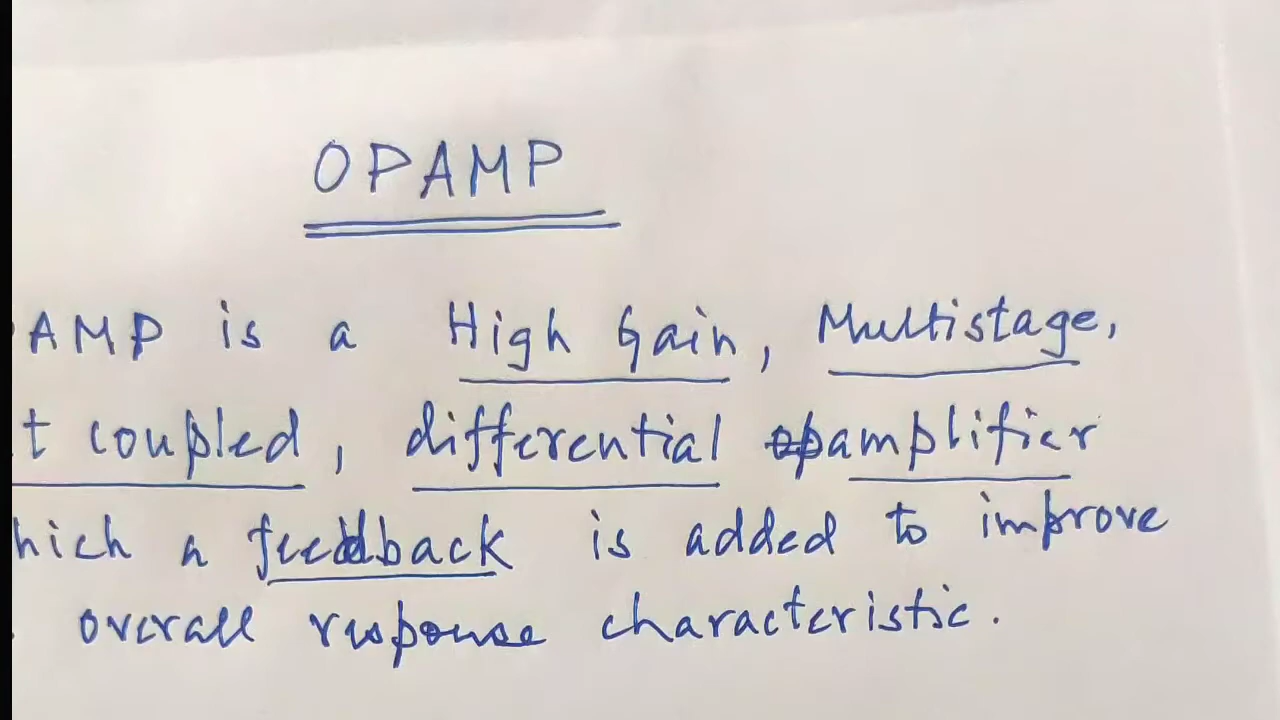 OPAMP
AMP is a High Gain, Multistage,
t coupled, differential amplifier
hich a feedback is added to improve
overall response characteristic.